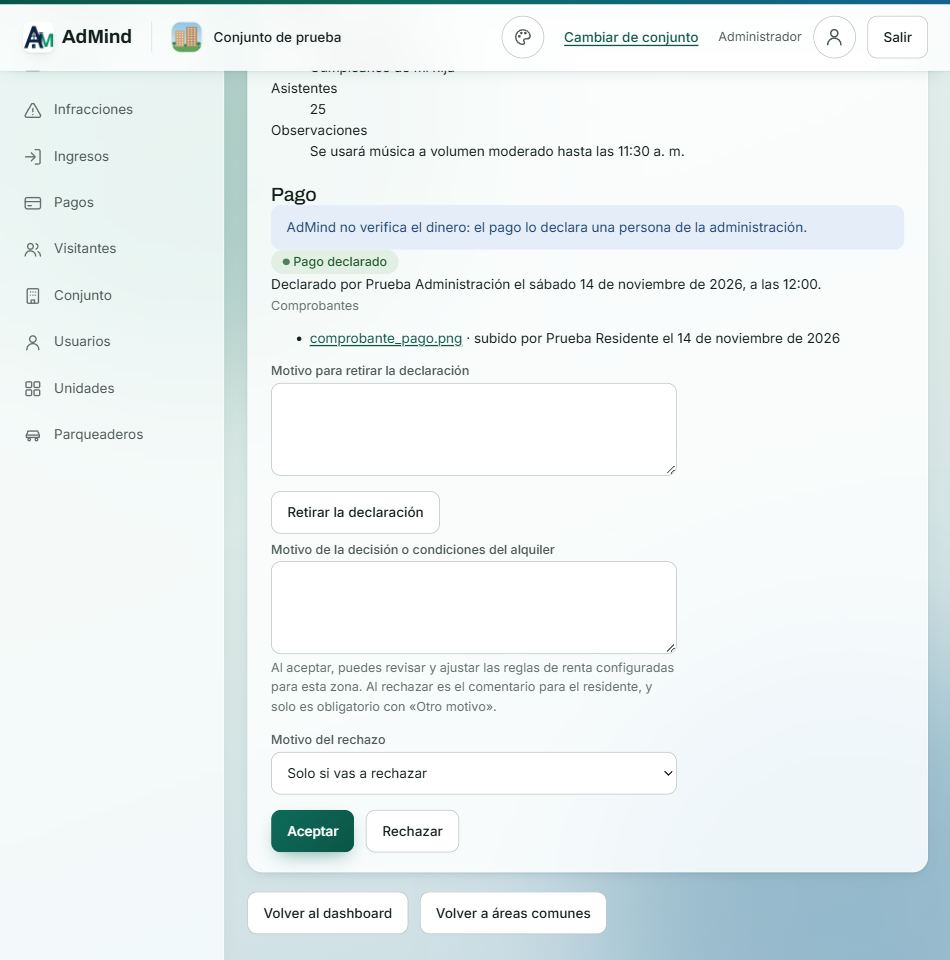 AM AdMind
Conjunto de prueba
Cambiar de conjunto
Administrador
Salir
Infracciones
Ingresos
Pagos
Visitantes
Conjunto
Usuarios
Unidades
Parqueaderos
Asistentes
25
Observaciones
Se usará música a volumen moderado hasta las 11:30 a. m.
Pago
AdMind no verifica el dinero: el pago lo declara una persona de la administración.
Pago declarado
Declarado por Prueba Administración el sábado 14 de noviembre de 2026, a las 12:00.
Comprobantes
• comprobante_pago.png · subido por Prueba Residente el 14 de noviembre de 2026
Motivo para retirar la declaración
Retirar la declaración
Motivo de la decisión o condiciones del alquiler
Al aceptar, puedes revisar y ajustar las reglas de renta configuradas
para esta zona. Al rechazar es el comentario para el residente, y
solo es obligatorio con «Otro motivo».
Motivo del rechazo
Solo si vas a rechazar
Aceptar
Rechazar
Volver al dashboard
Volver a áreas comunes